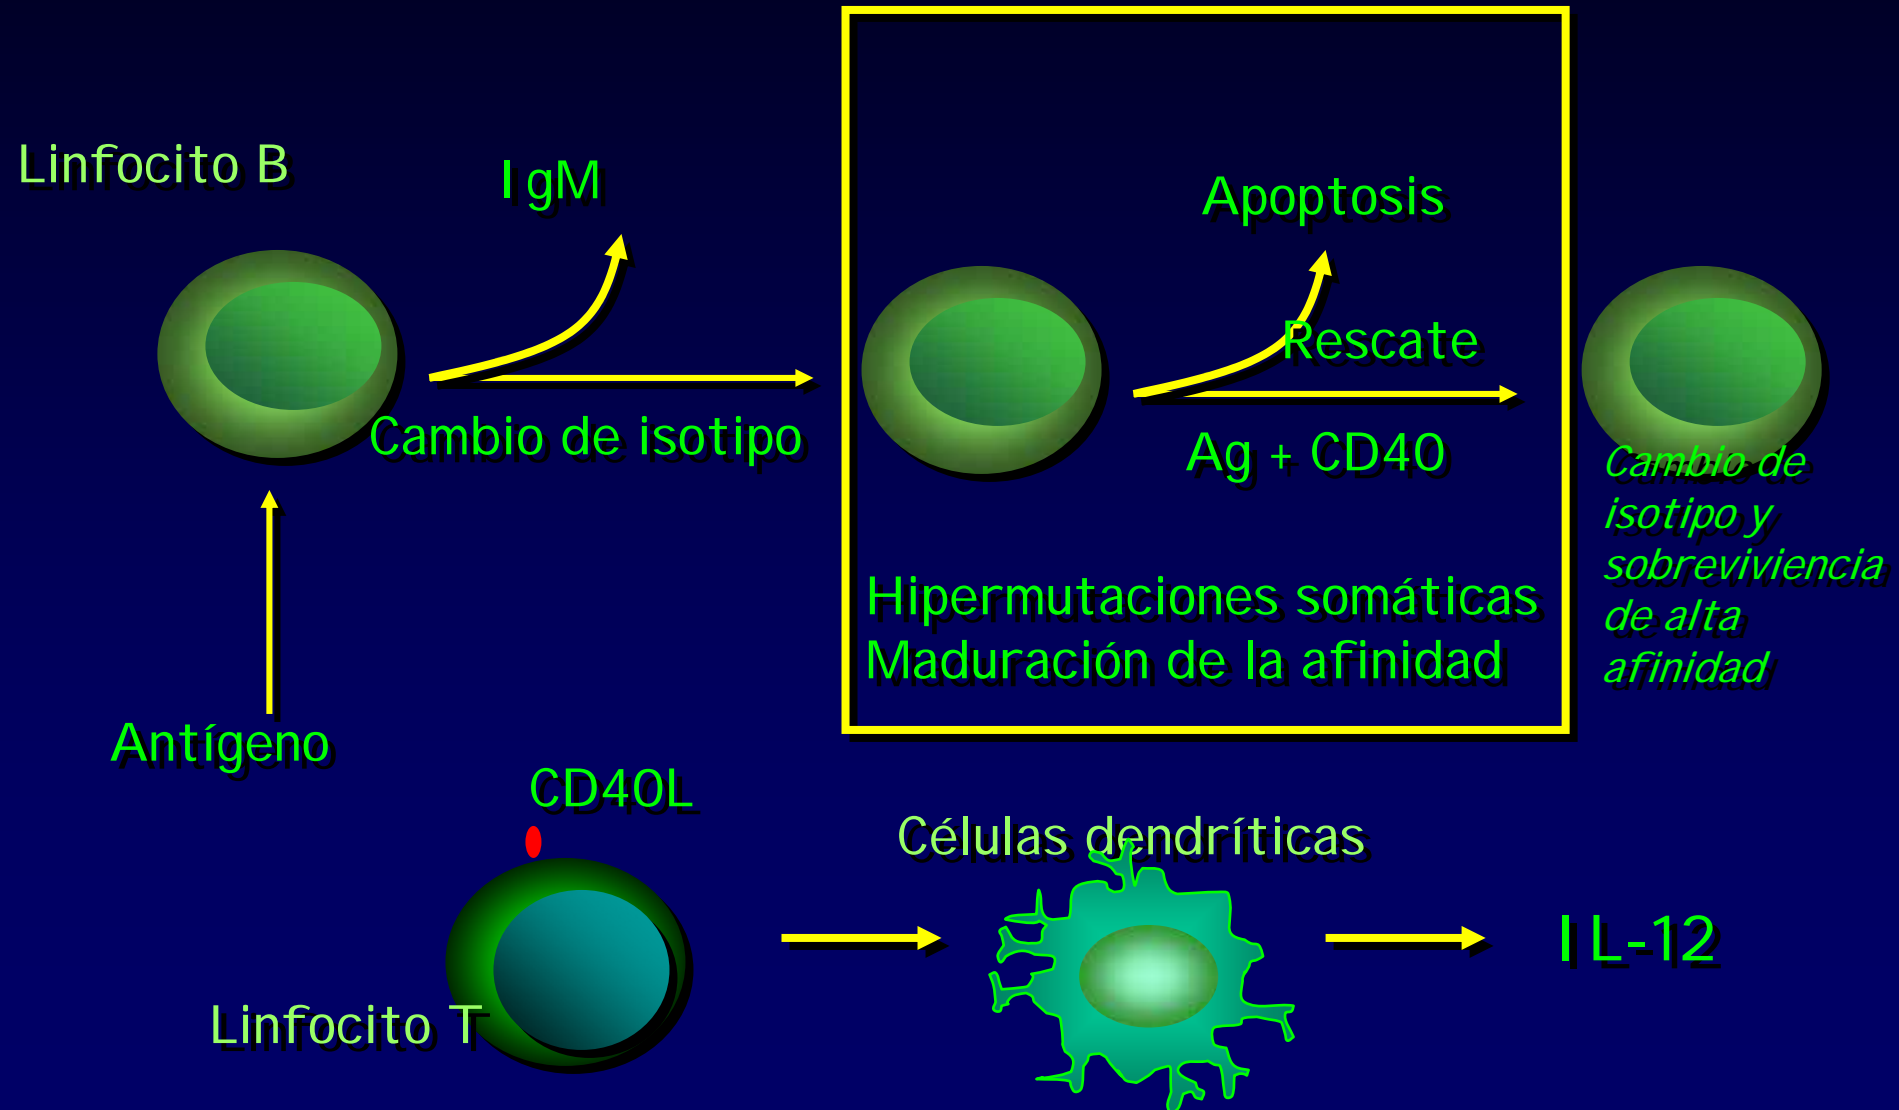 Linfocito B
IgM
Apoptosis
Rescate
Cambio de isotipo
Ag + CD40
Cambio de
isotipo y
sobreviviencia
de alta
afinidad
Hipermutaciones somáticas
Maduración de la afinidad
Antígeno
CD40L
Células dendríticas
IL-12
Linfocito T